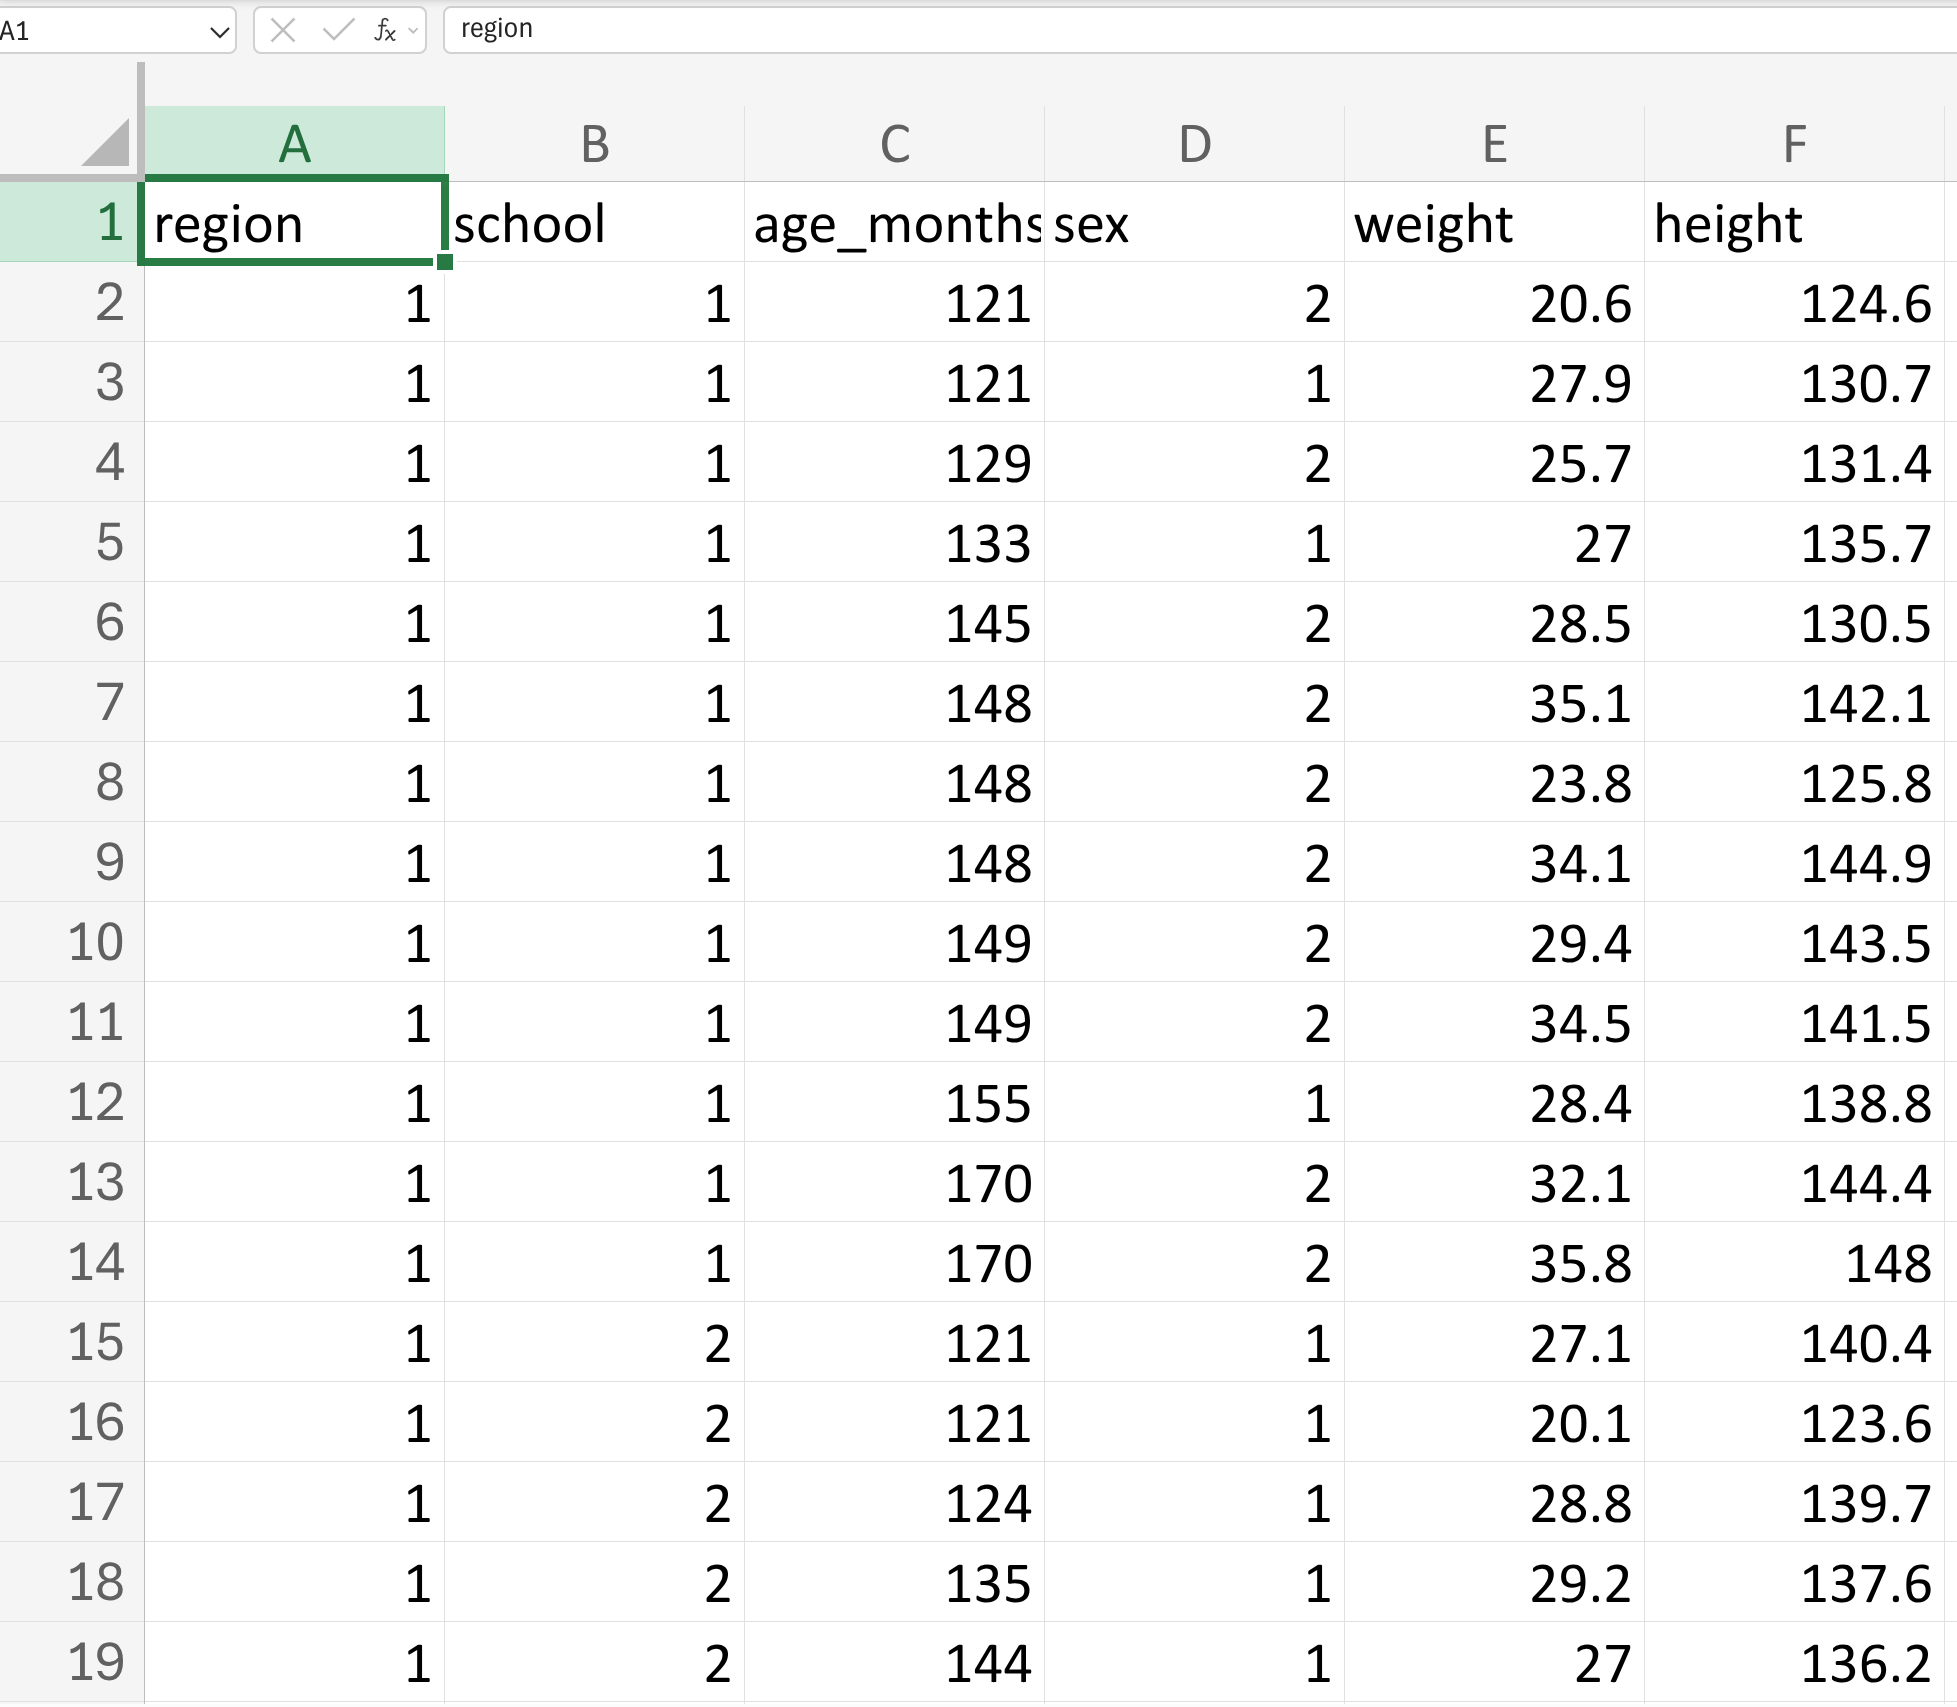 A1 fx region
A B C D E F
1 region school age_months sex weight height
2 1 1 121 2 20.6 124.6
3 1 1 121 1 27.9 130.7
4 1 1 129 2 25.7 131.4
5 1 1 133 1 27 135.7
6 1 1 145 2 28.5 130.5
7 1 1 148 2 35.1 142.1
8 1 1 148 2 23.8 125.8
9 1 1 148 2 34.1 144.9
10 1 1 149 2 29.4 143.5
11 1 1 149 2 34.5 141.5
12 1 1 155 1 28.4 138.8
13 1 1 170 2 32.1 144.4
14 1 1 170 2 35.8 148
15 1 2 121 1 27.1 140.4
16 1 2 121 1 20.1 123.6
17 1 2 124 1 28.8 139.7
18 1 2 135 1 29.2 137.6
19 1 2 144 1 27 136.2